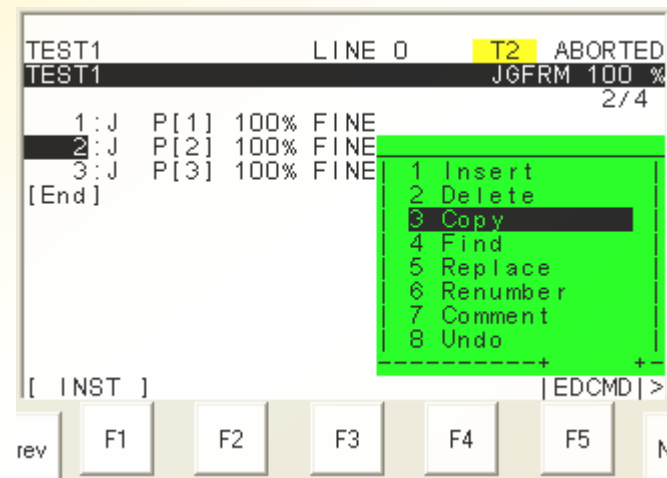 TEST1 LINE 0 T2 ABORTED
TEST1 JGFRM 100 %
2/4
1:J P[1] 100% FINE
2:J P[2] 100% FINE
3:J P[3] 100% FINE
[End]
1 Insert
2 Delete
3 Copy
4 Find
5 Replace
6 Renumber
7 Comment
8 Undo
[ INST ] |EDCMD|>
rev F1 F2 F3 F4 F5 N